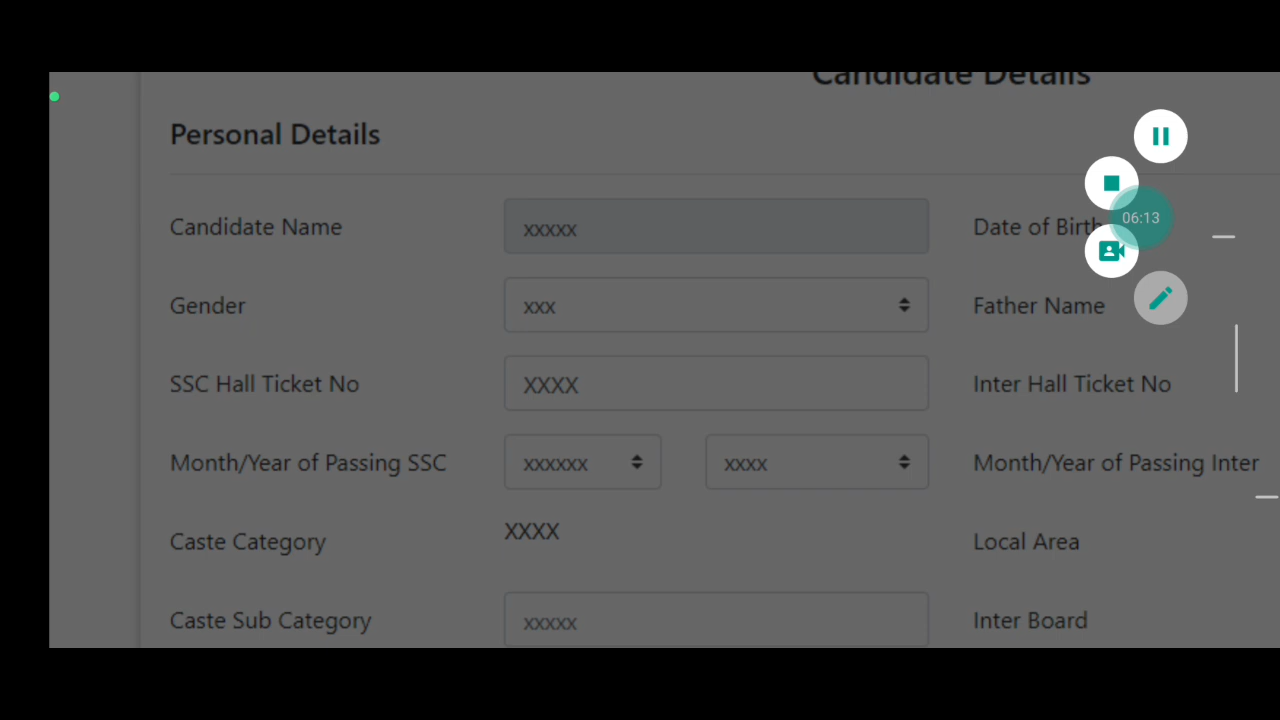 Candidate Details
Personal Details
Candidate Name xxxxx Date of Birth
06:13
Gender xxx Father Name
SSC Hall Ticket No XXXX Inter Hall Ticket No
Month/Year of Passing SSC xxxxxx xxxx Month/Year of Passing Inter
Caste Category XXXX Local Area
Caste Sub Category xxxxx Inter Board